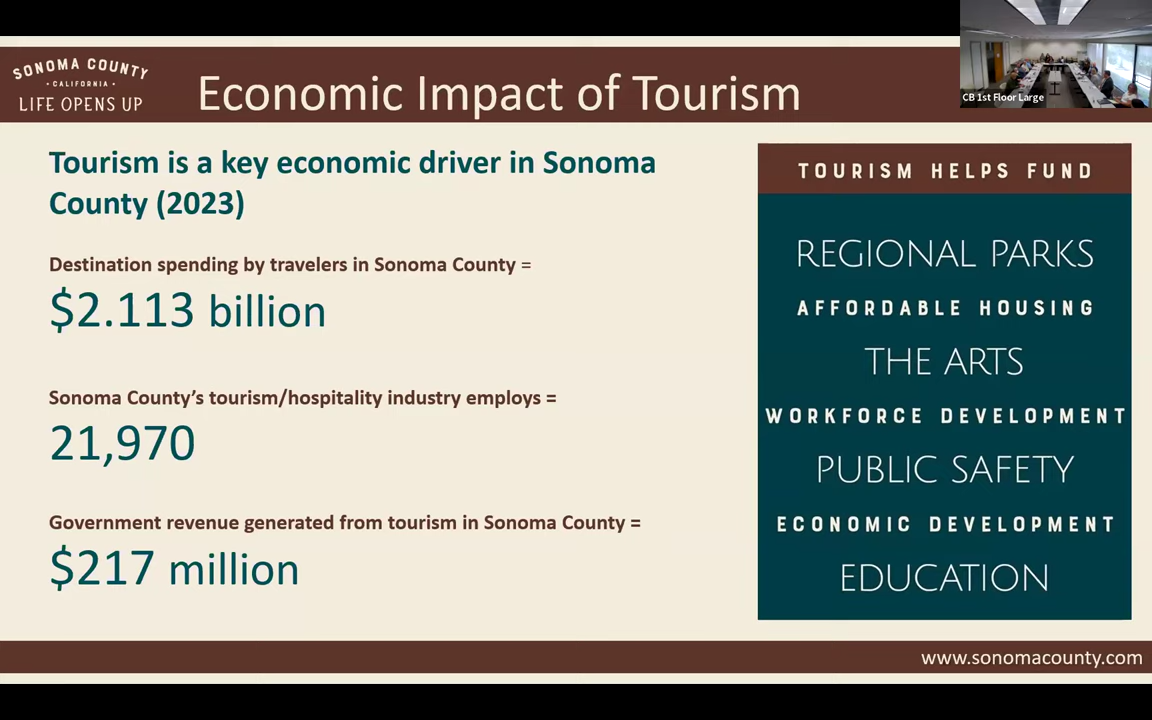 SONOMA COUNTY
• CALIFORNIA •
LIFE OPENS UP
Economic Impact of Tourism
CB 1st Floor Large
Tourism is a key economic driver in Sonoma
County (2023)
Destination spending by travelers in Sonoma County =
$2.113 billion
Sonoma County’s tourism/hospitality industry employs =
21,970
Government revenue generated from tourism in Sonoma County =
$217 million
TOURISM HELPS FUND
REGIONAL PARKS
AFFORDABLE HOUSING
THE ARTS
WORKFORCE DEVELOPMENT
PUBLIC SAFETY
ECONOMIC DEVELOPMENT
EDUCATION
www.sonomacounty.com